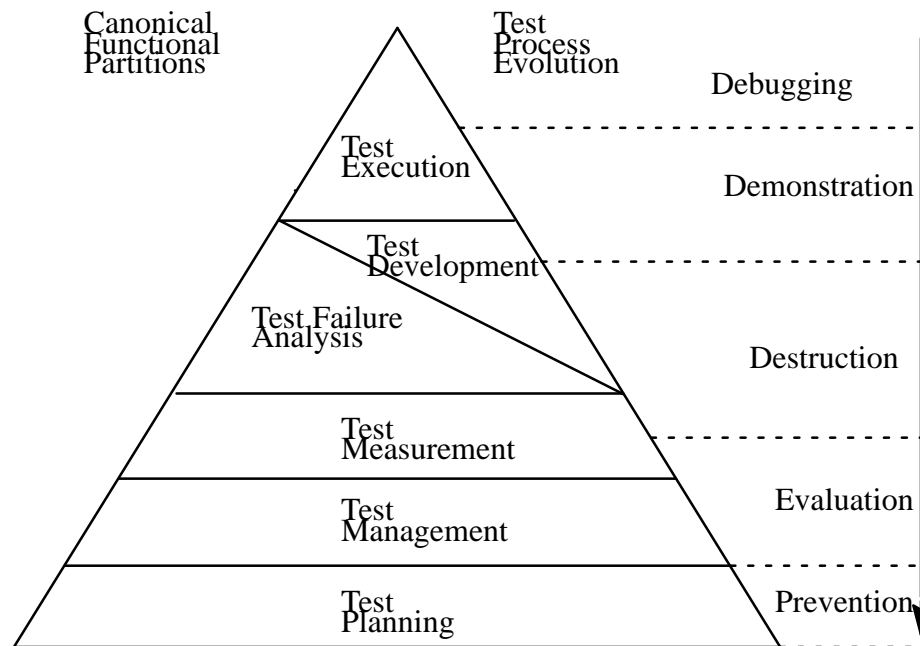 Canonical
Functional
Partitions
Test
Process
Evolution
Debugging
Test
Execution
Demonstration
Test
Development
Test Failure
Analysis
Destruction
Test
Measurement
Test
Management
Evaluation
Test
Planning
Prevention